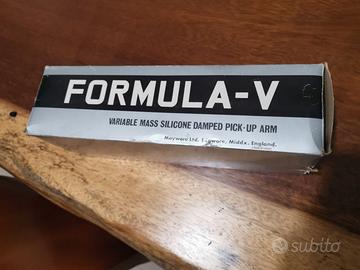 FORMULA-V
VARIABLE MASS SILICONE DAMPED PICK-UP ARM
Mayware Ltd. Edgware, Middx. England.
subito